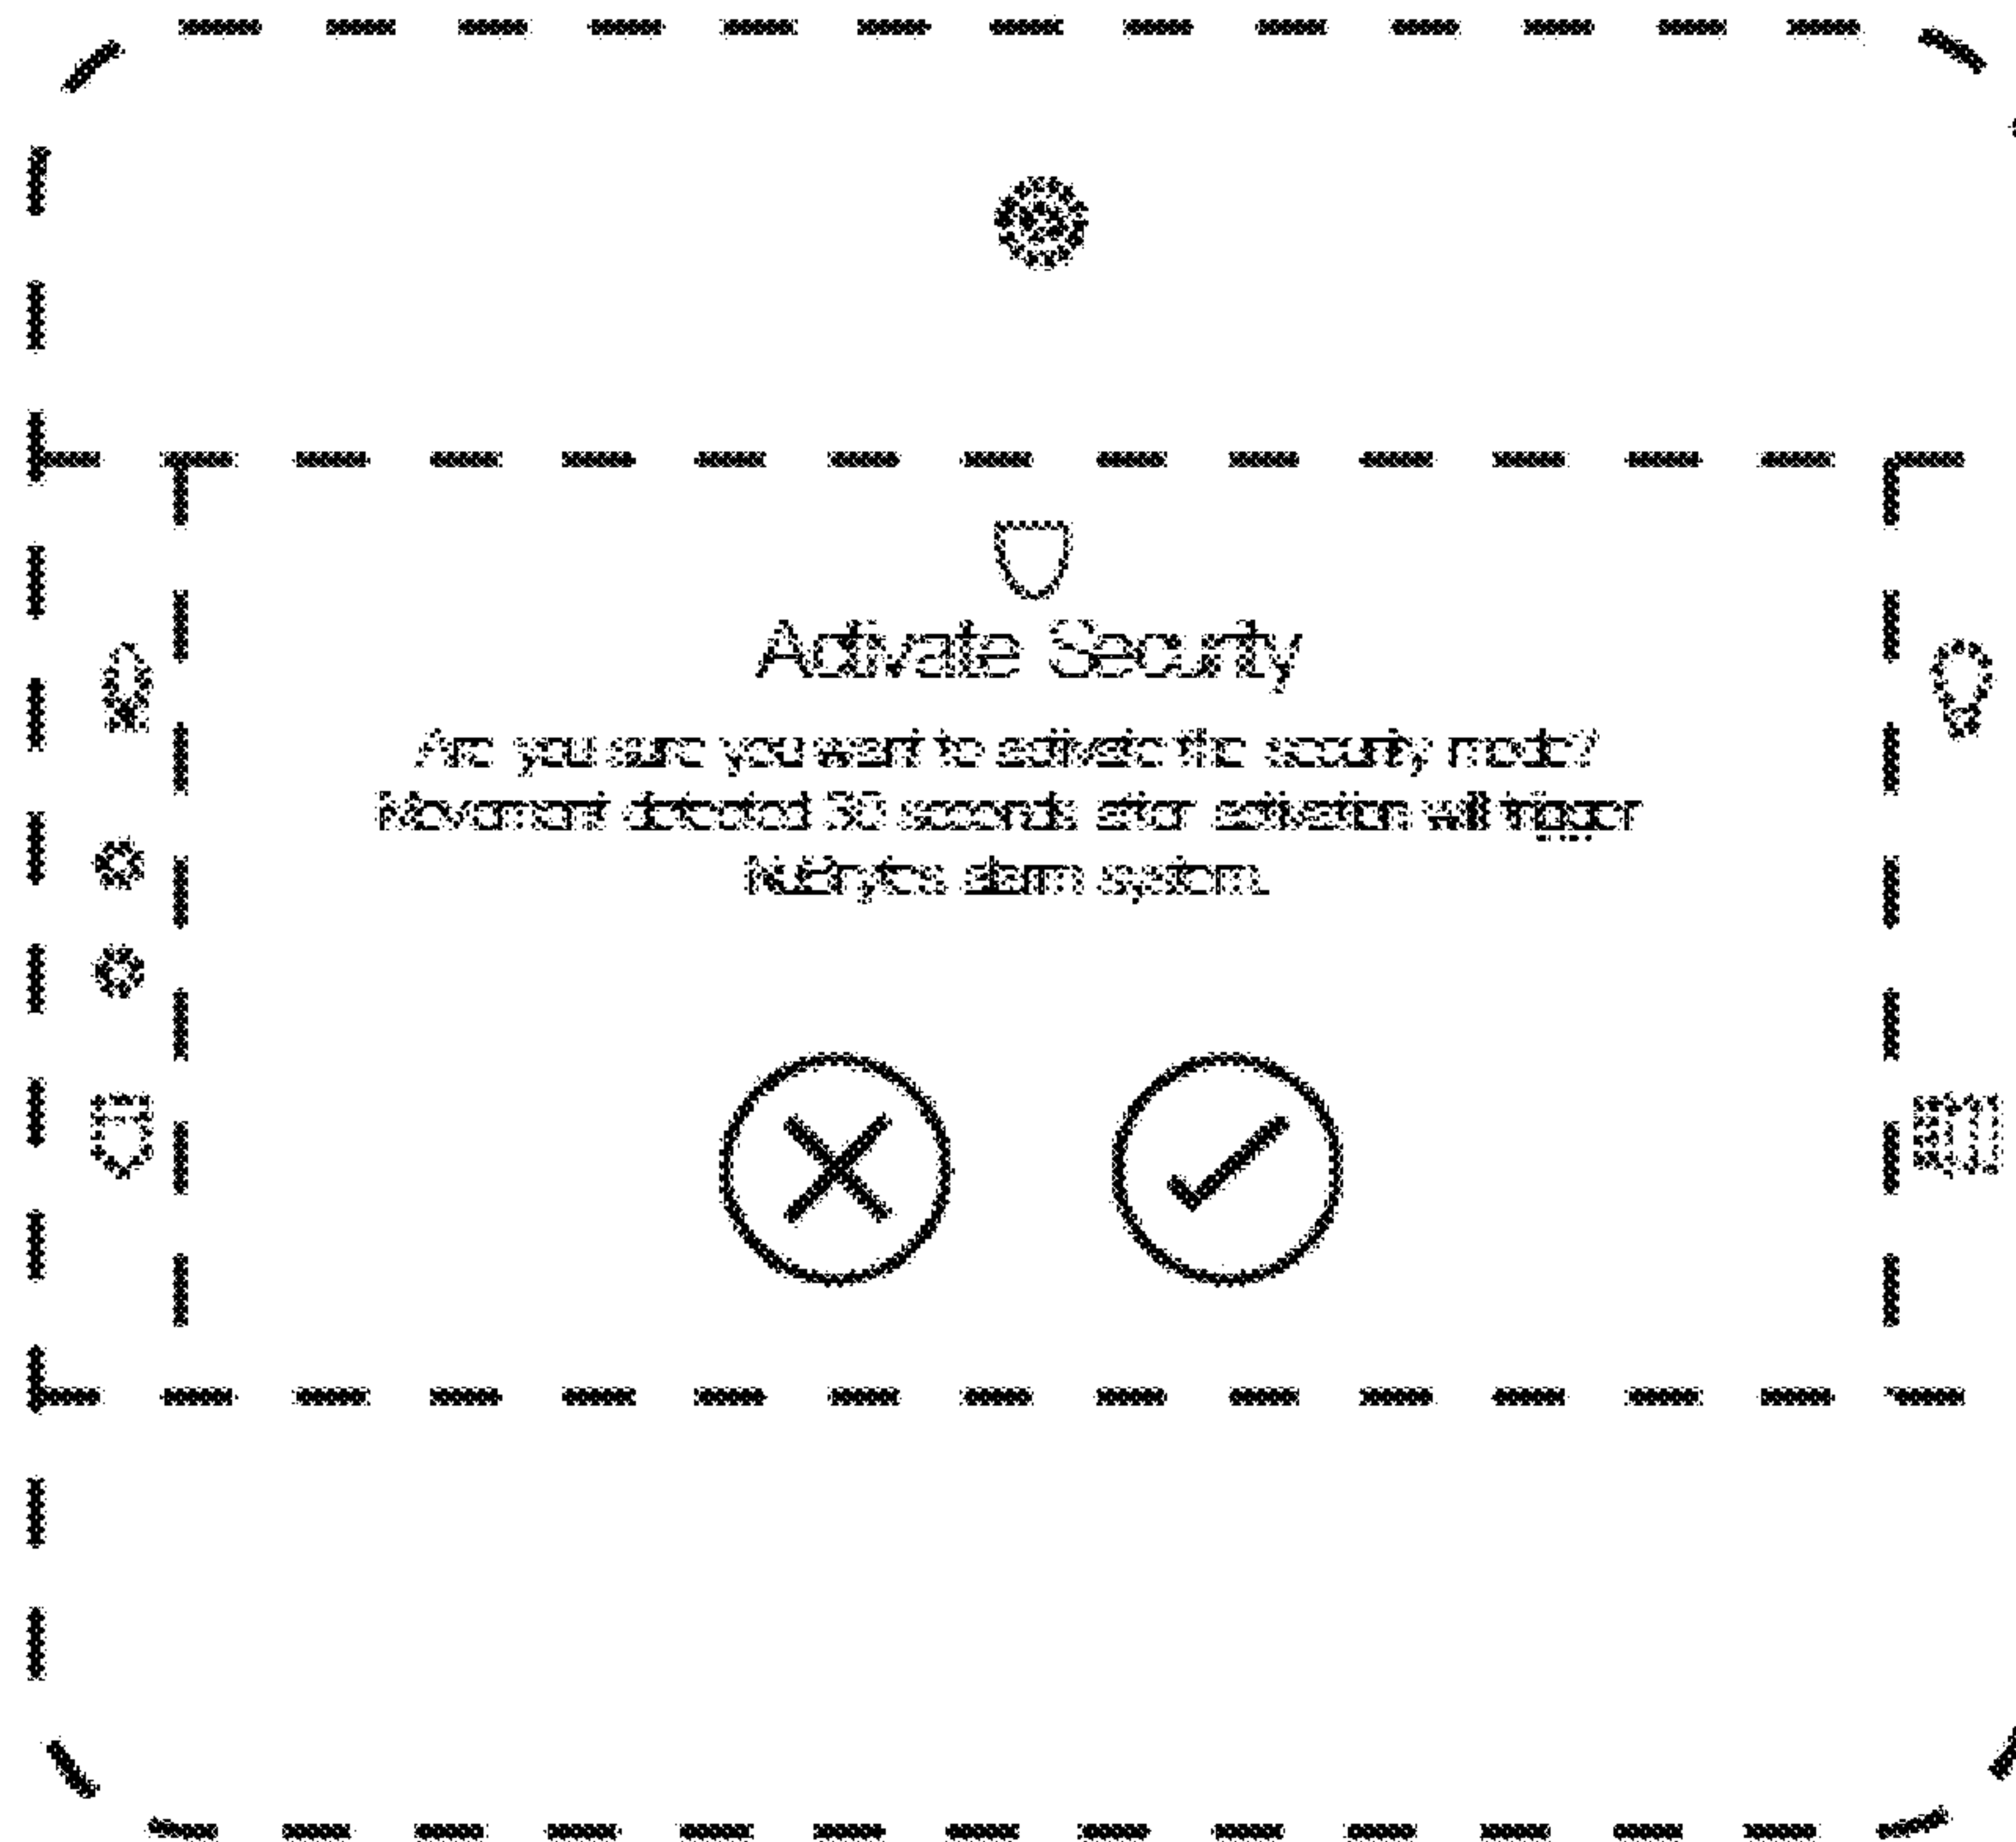 Activate Security
Are you sure you want to activate the security mode?
Movement detected 30 seconds after activation will trigger
alarm system.